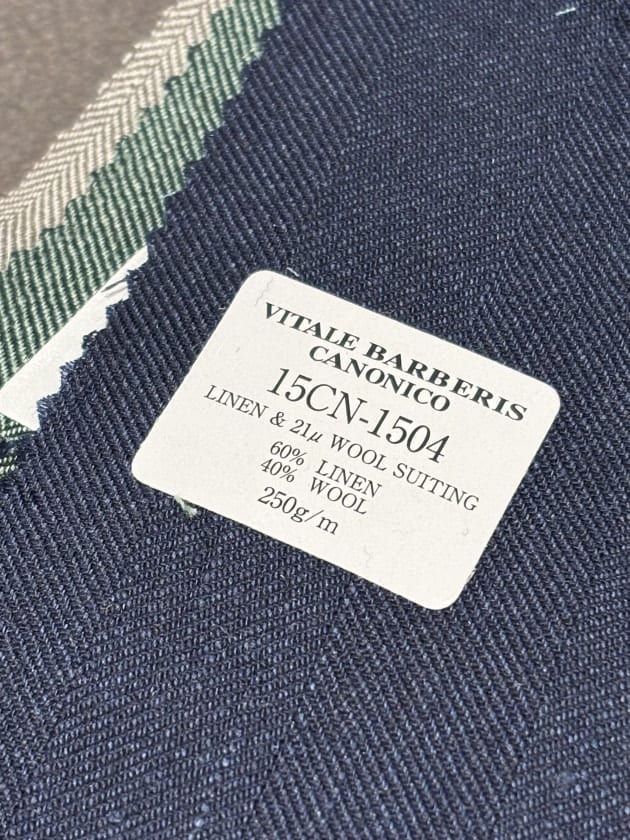 VITALE BARBERIS
CANONICO
15CN-1504
LINEN & 21μ WOOL SUITING
60% LINEN
40% WOOL
250g/m